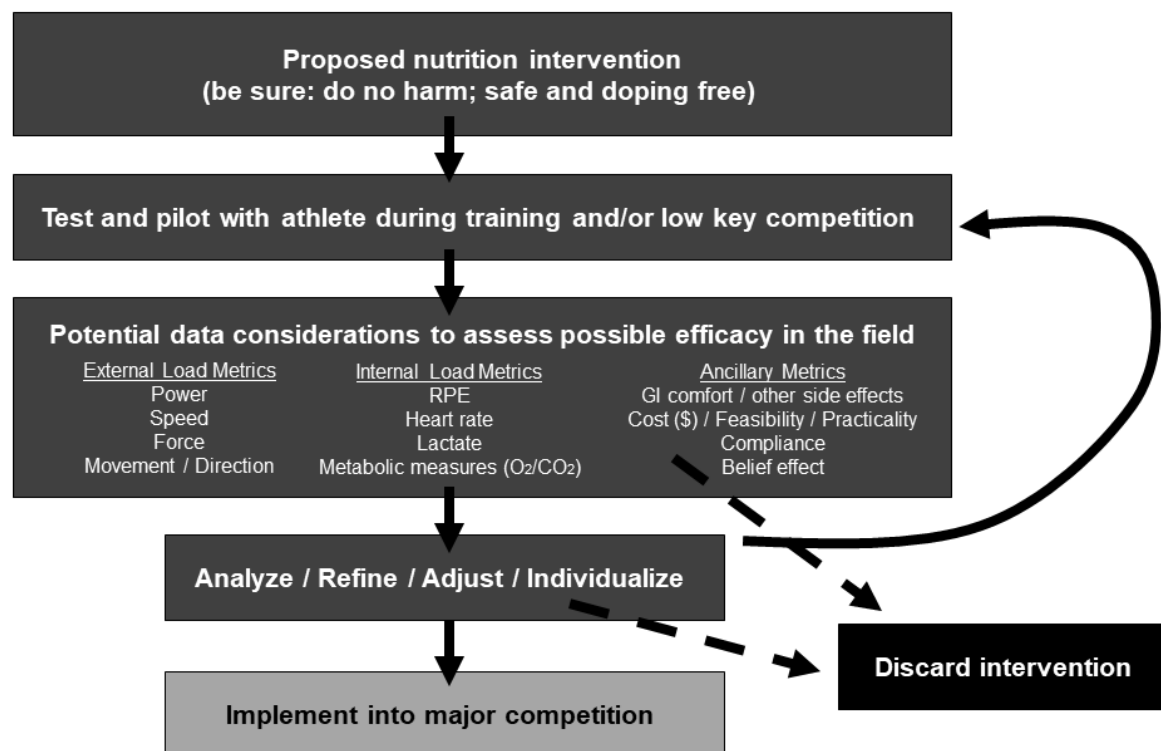 Proposed nutrition intervention
(be sure: do no harm; safe and doping free)
Test and pilot with athlete during training and/or low key competition
Potential data considerations to assess possible efficacy in the field
External Load Metrics
Power
Speed
Force
Movement / Direction
Internal Load Metrics
RPE
Heart rate
Lactate
Metabolic measures (O₂/CO₂)
Ancillary Metrics
GI comfort / other side effects
Cost ($) / Feasibility / Practicality
Compliance
Belief effect
Analyze / Refine / Adjust / Individualize
Discard intervention
Implement into major competition